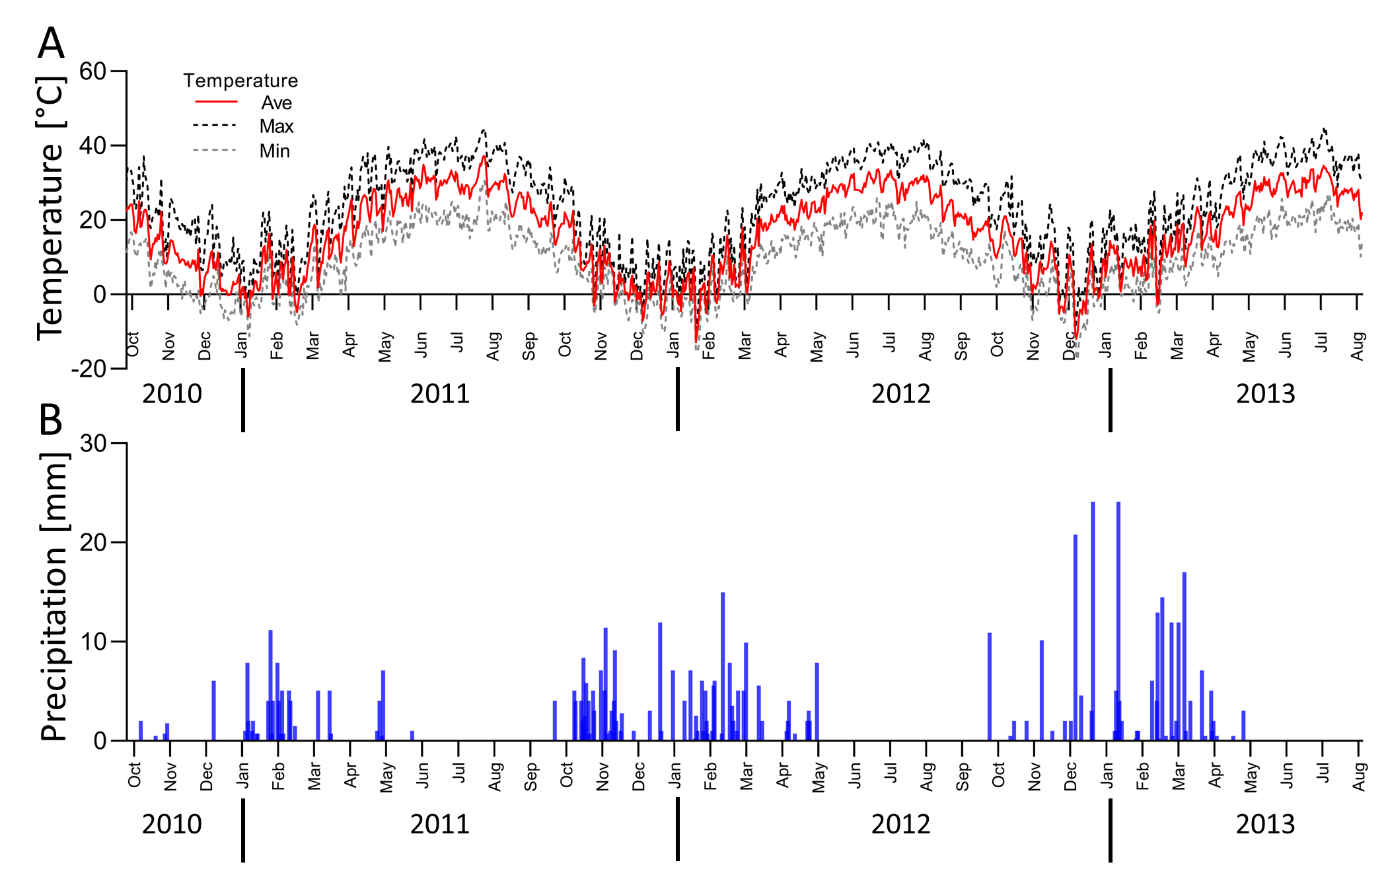 A
Temperature [°C]
60
40
20
0
-20
Temperature
Ave
Max
Min
Oct Nov Dec Jan Feb Mar Apr May Jun Jul Aug Sep Oct Nov Dec Jan Feb Mar Apr May Jun Jul Aug Sep Oct Nov Dec Jan Feb Mar Apr May Jun Jul Aug
2010 2011 2012 2013
B
Precipitation [mm]
30
20
10
0
Oct Nov Dec Jan Feb Mar Apr May Jun Jul Aug Sep Oct Nov Dec Jan Feb Mar Apr May Jun Jul Aug Sep Oct Nov Dec Jan Feb Mar Apr May Jun Jul Aug
2010 2011 2012 2013